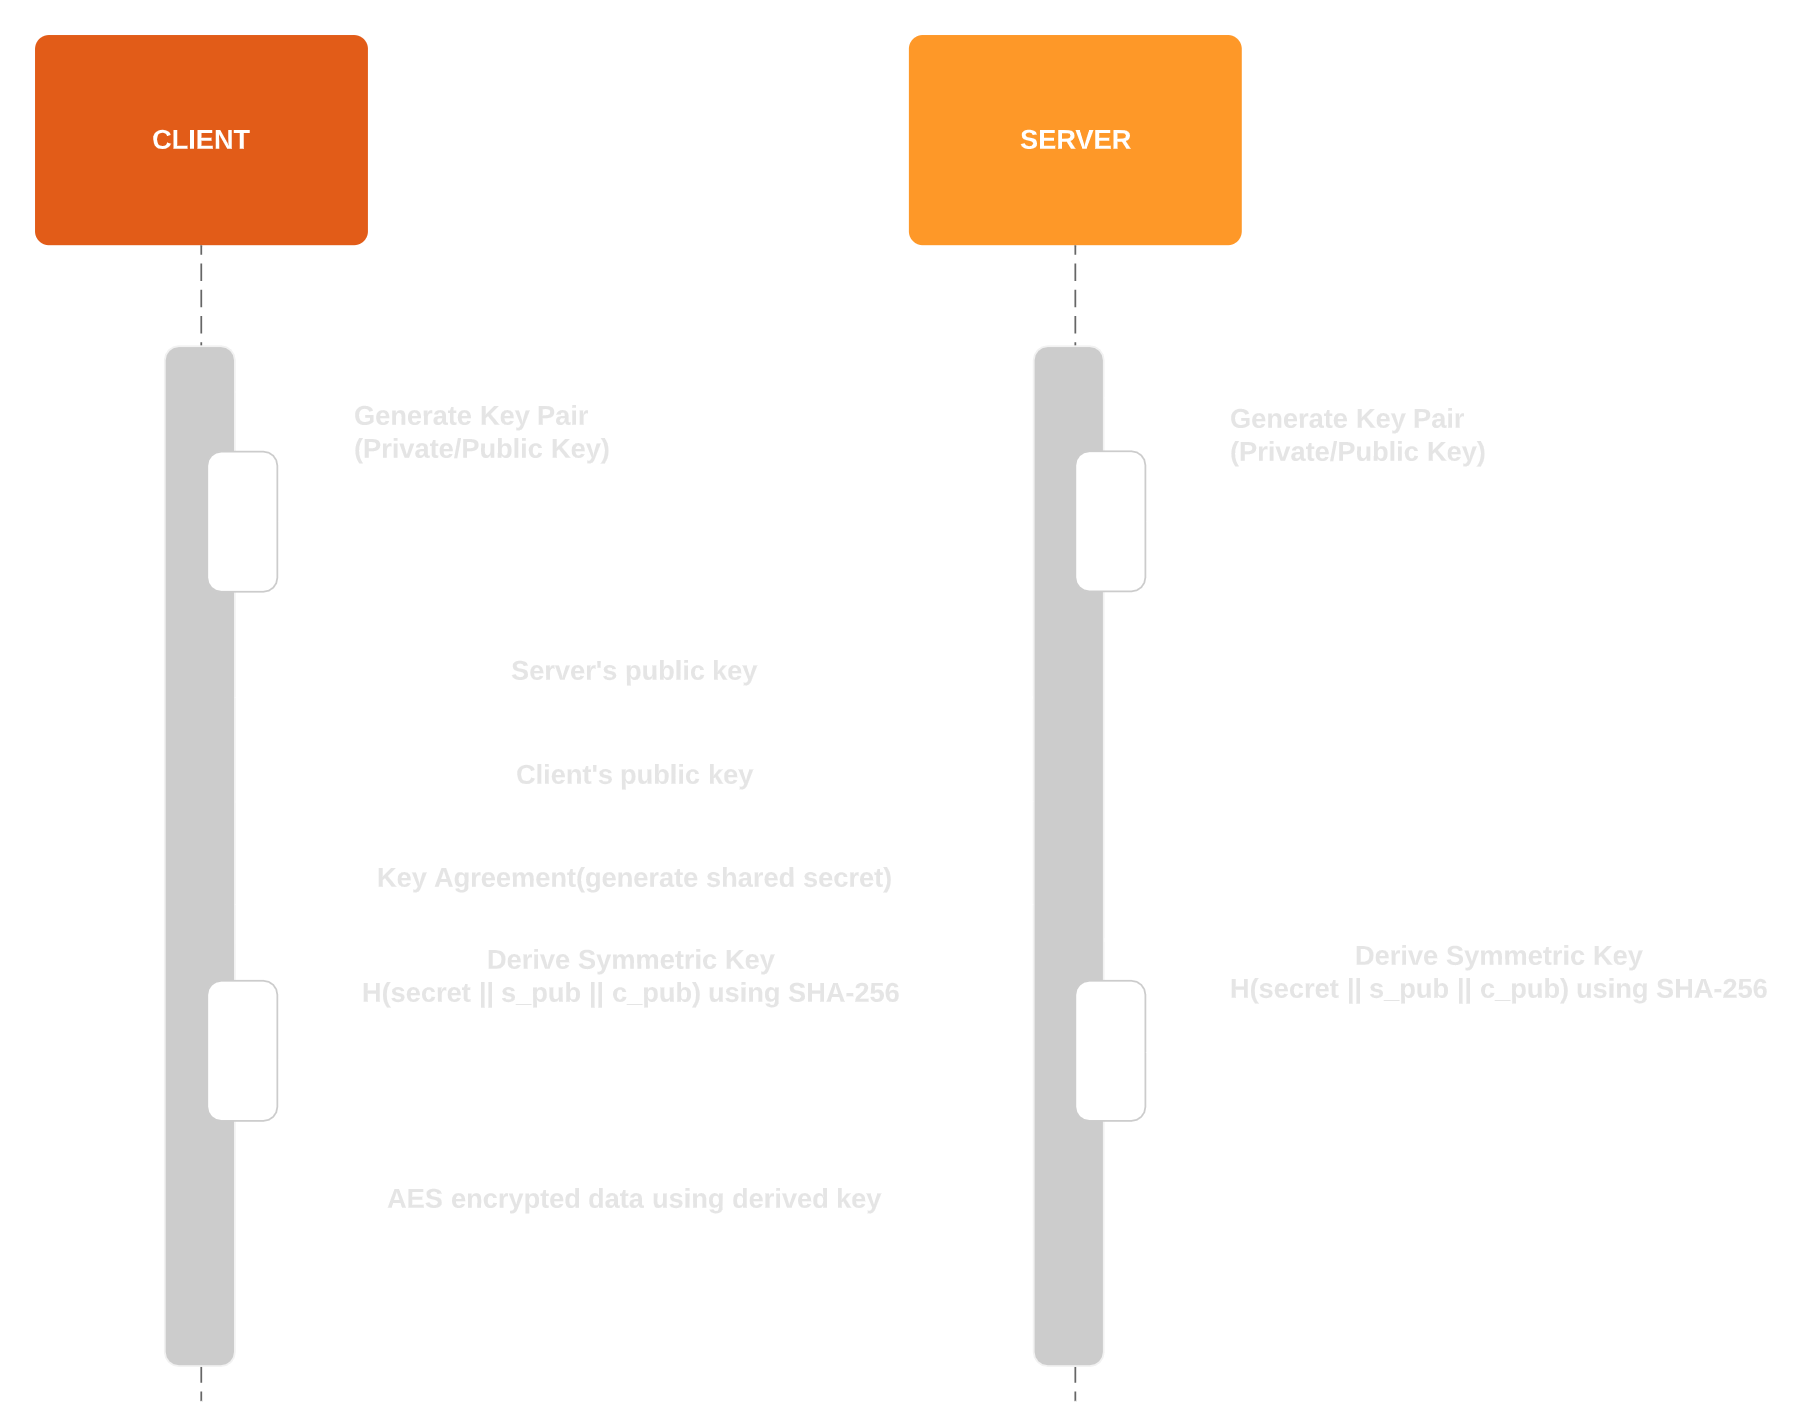 CLIENT
SERVER
Generate Key Pair
(Private/Public Key)
Generate Key Pair
(Private/Public Key)
Server's public key
Client's public key
Key Agreement(generate shared secret)
Derive Symmetric Key
H(secret || s_pub || c_pub) using SHA-256
Derive Symmetric Key
H(secret || s_pub || c_pub) using SHA-256
AES encrypted data using derived key